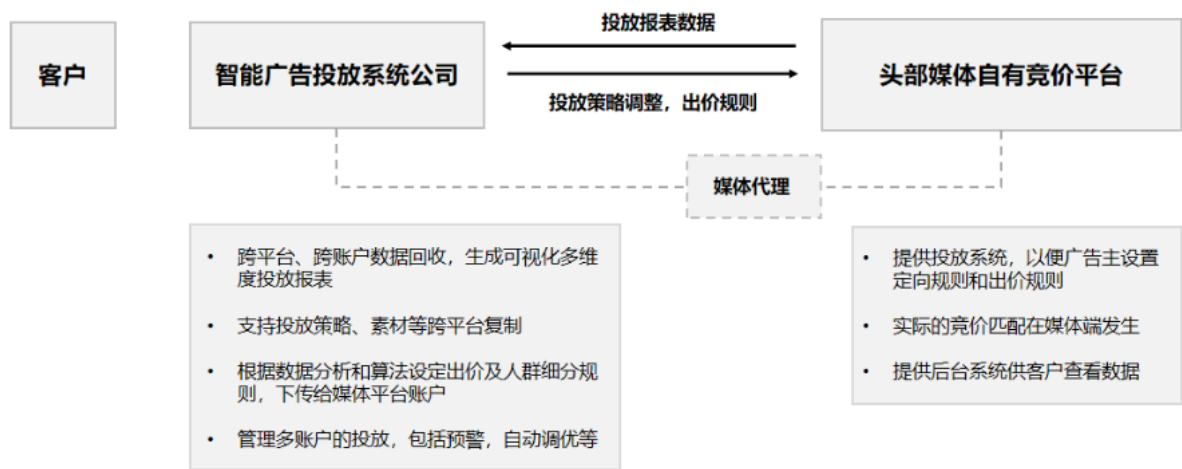 投放报表数据
客户
智能广告投放系统公司
头部媒体自有竞价平台
投放策略调整，出价规则
媒体代理
• 跨平台、跨账户数据回收，生成可视化多维
度投放报表
• 支持投放策略、素材等跨平台复制
• 根据数据分析和算法设定出价及人群细分规
则，下传给媒体平台账户
• 管理多账户的投放，包括预警，自动调优等
• 提供投放系统，以便广告主设置
定向规则和出价规则
• 实际的竞价匹配在媒体端发生
• 提供后台系统供客户查看数据